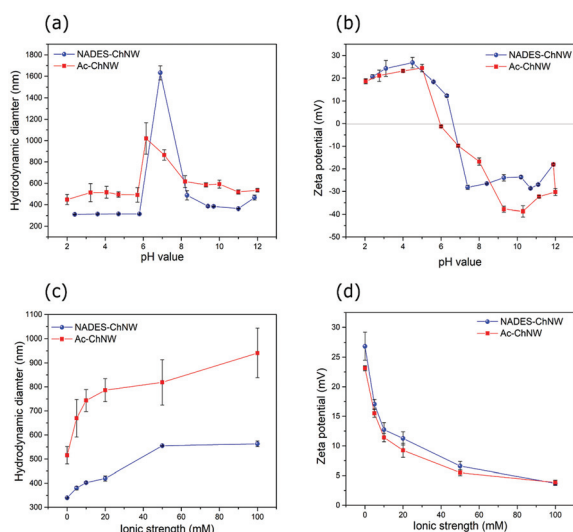 (a)
NADES-ChNW
Ac-ChNW
Hydrodynamic diamter (nm)
1800
1600
1400
1200
1000
800
600
400
200
2 4 6 8 10 12
pH value
(b)
NADES-ChNW
Ac-ChNW
Zeta potential (mV)
40
30
20
10
0
-10
-20
-30
-40
-50
2 4 6 8 10 12
pH value
(c)
NADES-ChNW
Ac-ChNW
Hydrodynamic diamter (nm)
1100
1000
900
800
700
600
500
400
300
0 20 40 60 80 100
Ionic strength (mM)
(d)
NADES-ChNW
Ac-ChNW
Zeta potential (mV)
30
25
20
15
10
5
0
0 20 40 60 80 100
Ionic strength (mM)